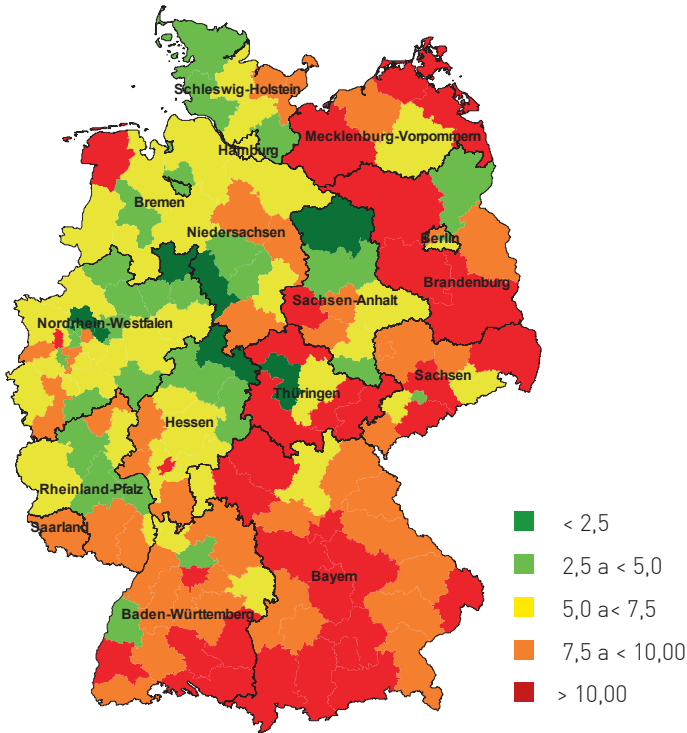 Schleswig-Holstein
Mecklenburg-Vorpommern
Hamburg
Bremen
Niedersachsen
Berlin
Brandenburg
Sachsen-Anhalt
Nordrhein-Westfalen
Sachsen
Thüringen
Hessen
Rheinland-Pfalz
Saarland
Bayern
Baden-Württemberg
< 2,5
2,5 a < 5,0
5,0 a< 7,5
7,5 a < 10,00
> 10,00